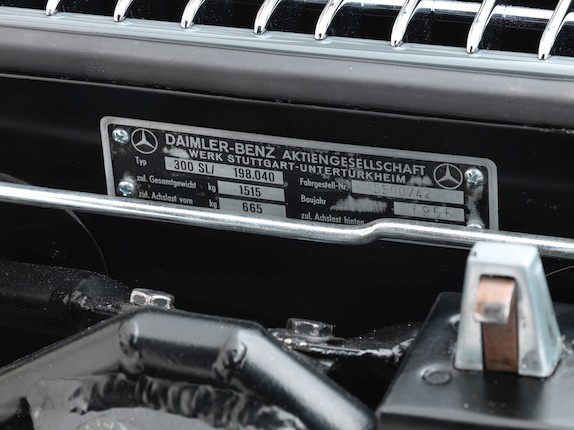 DAIMLER-BENZ AKTIENGESELLSCHAFT
WERK STUTTGART-UNTERTÜRKHEIM
Typ 300 SL/ 198.040
zul. Gesamtgewicht kg 1515 Fahrgestell-Nr.
zul. Achslast vorn kg 665 Baujahr
zul. Achslast hinten